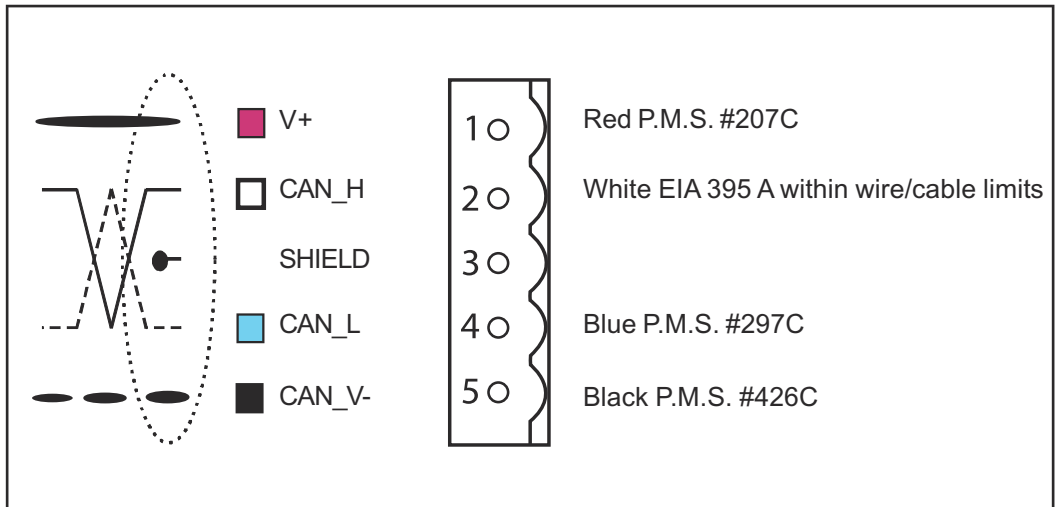 V+ 1 Red P.M.S. #207C
CAN_H 2 White EIA 395 A within wire/cable limits
SHIELD 3
CAN_L 4 Blue P.M.S. #297C
CAN_V- 5 Black P.M.S. #426C